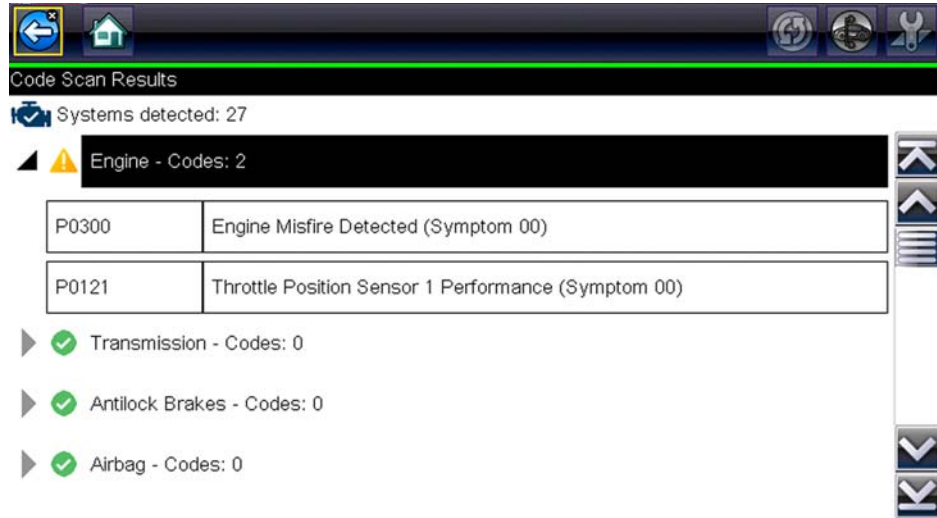 Code Scan Results
Systems detected: 27
Engine - Codes: 2
P0300 Engine Misfire Detected (Symptom 00)
P0121 Throttle Position Sensor 1 Performance (Symptom 00)
Transmission - Codes: 0
Antilock Brakes - Codes: 0
Airbag - Codes: 0